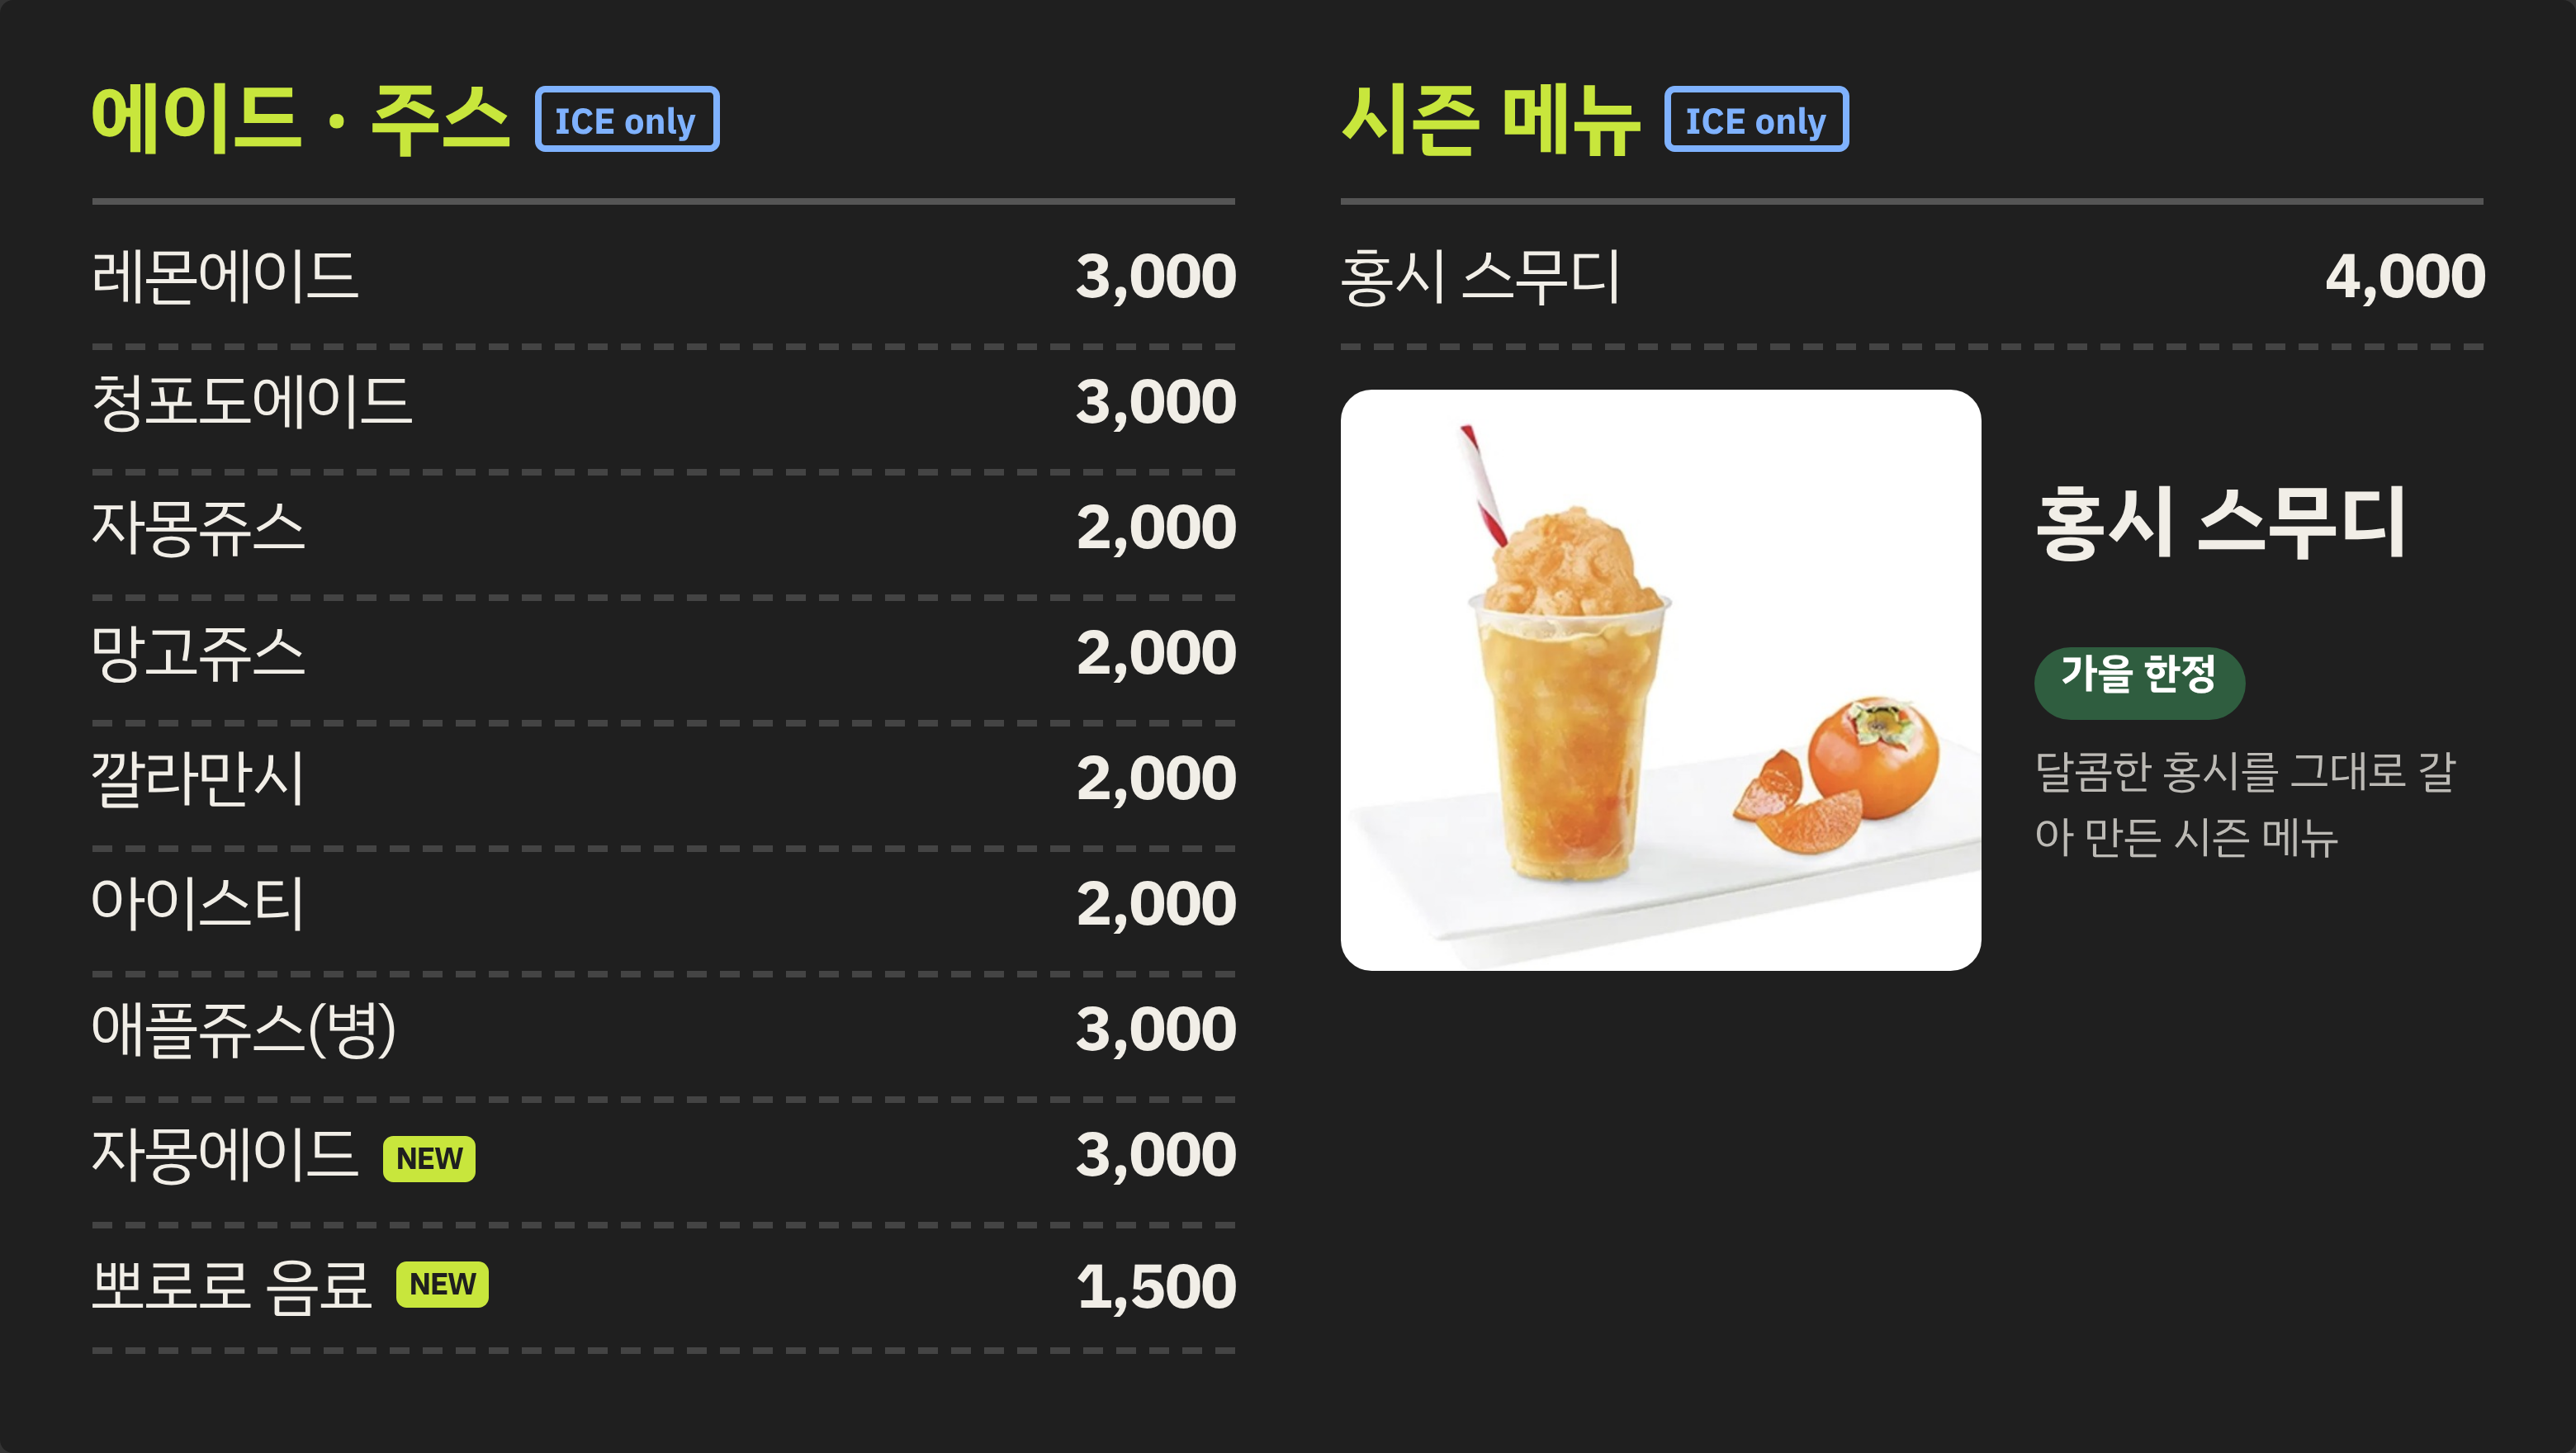 에이드 · 주스 ICE only
레몬에이드 3,000
청포도에이드 3,000
자몽쥬스 2,000
망고쥬스 2,000
깔라만시 2,000
아이스티 2,000
애플쥬스(병) 3,000
자몽에이드 NEW 3,000
뽀로로 음료 NEW 1,500
시즌 메뉴 ICE only
홍시 스무디 4,000
홍시 스무디
가을 한정
달콤한 홍시를 그대로 갈
아 만든 시즌 메뉴